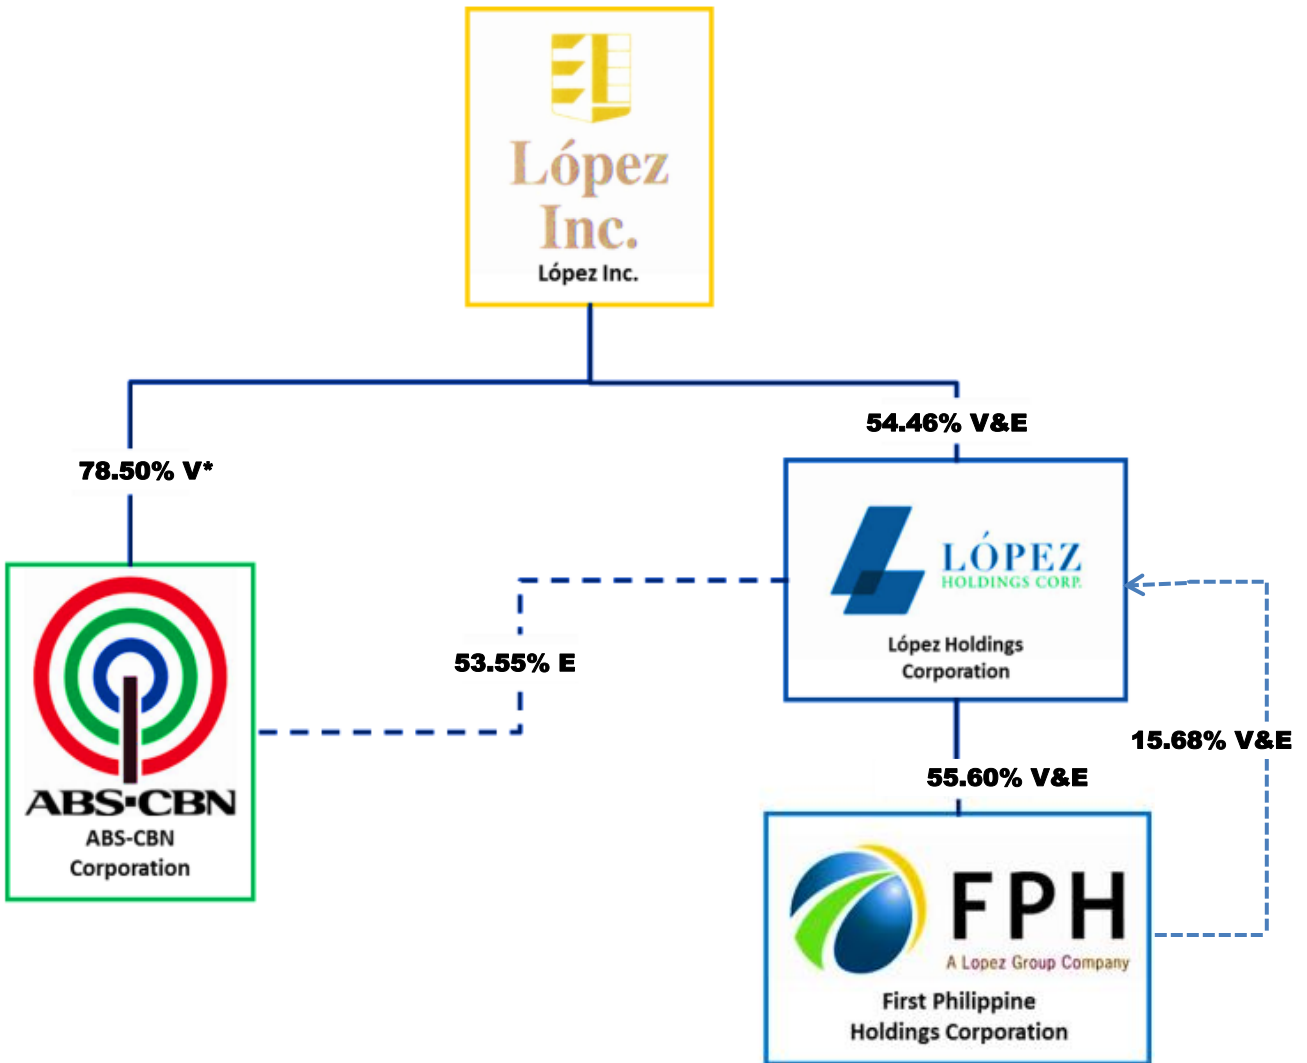 López
Inc.
López Inc.
54.46% V&E
78.50% V*
LÓPEZ
HOLDINGS CORP.
López Holdings
Corporation
53.55% E
15.68% V&E
55.60% V&E
ABS-CBN
ABS-CBN
Corporation
FPH
A Lopez Group Company
First Philippine
Holdings Corporation